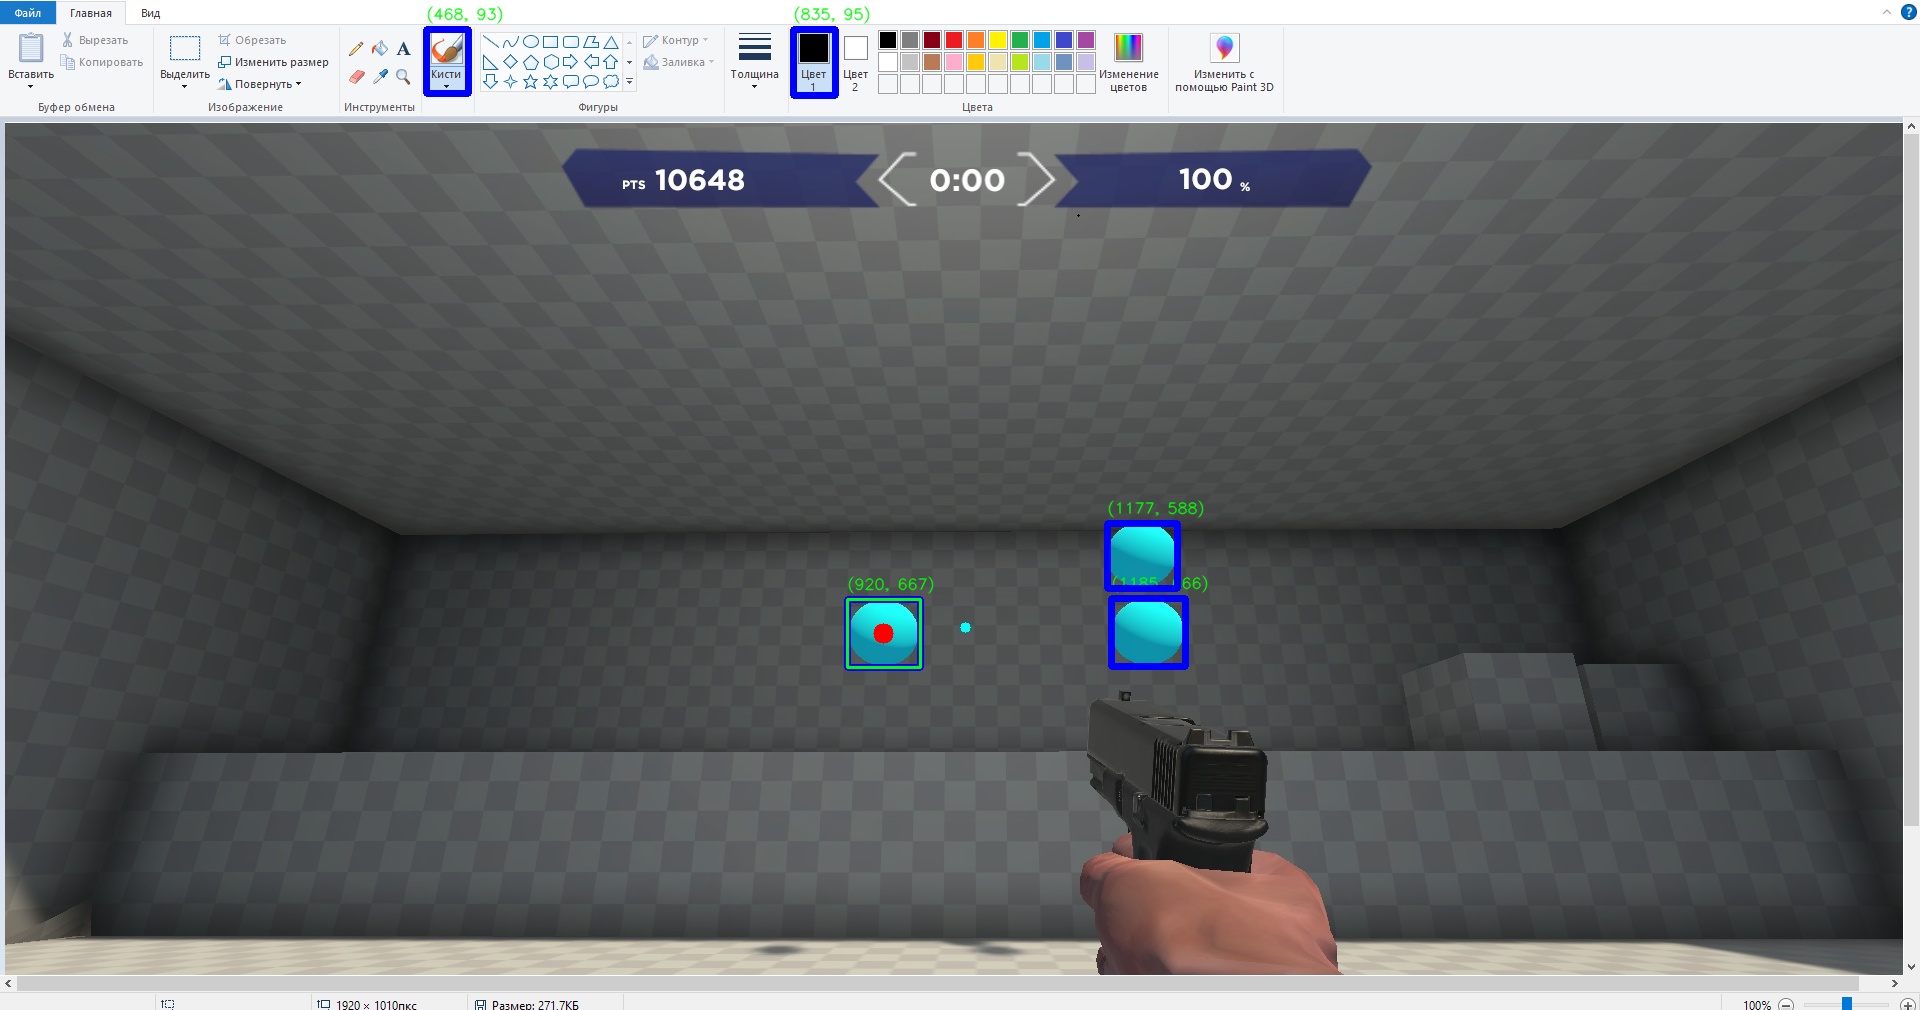 Файл Главная Вид
(468, 93) (835, 95)
Вставить
Вырезать
Копировать
Буфер обмена
Выделить
Обрезать
Изменить размер
Повернуть
Изображение
A
Инструменты
Кисти
Контур
Заливка
Фигуры
Толщина
Цвет
1
Цвет
2
Изменение
цветов
Цвета
Изменить с
помощью Paint 3D
?
PTS 10648
0:00
100 %
(1177, 588)
(920, 667)
(1185, 66)
1920 × 1010пкс
Размер: 271,7КБ
100%